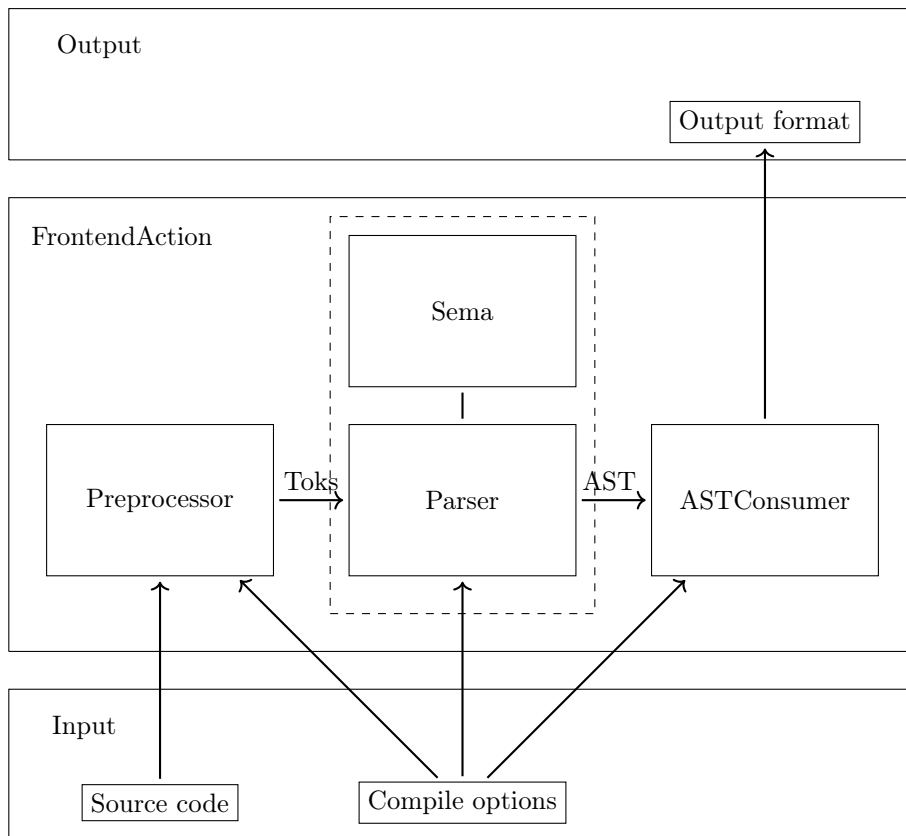 Output
Output format
FrontendAction
Sema
Toks
AST
Preprocessor
Parser
ASTConsumer
Input
Source code
Compile options